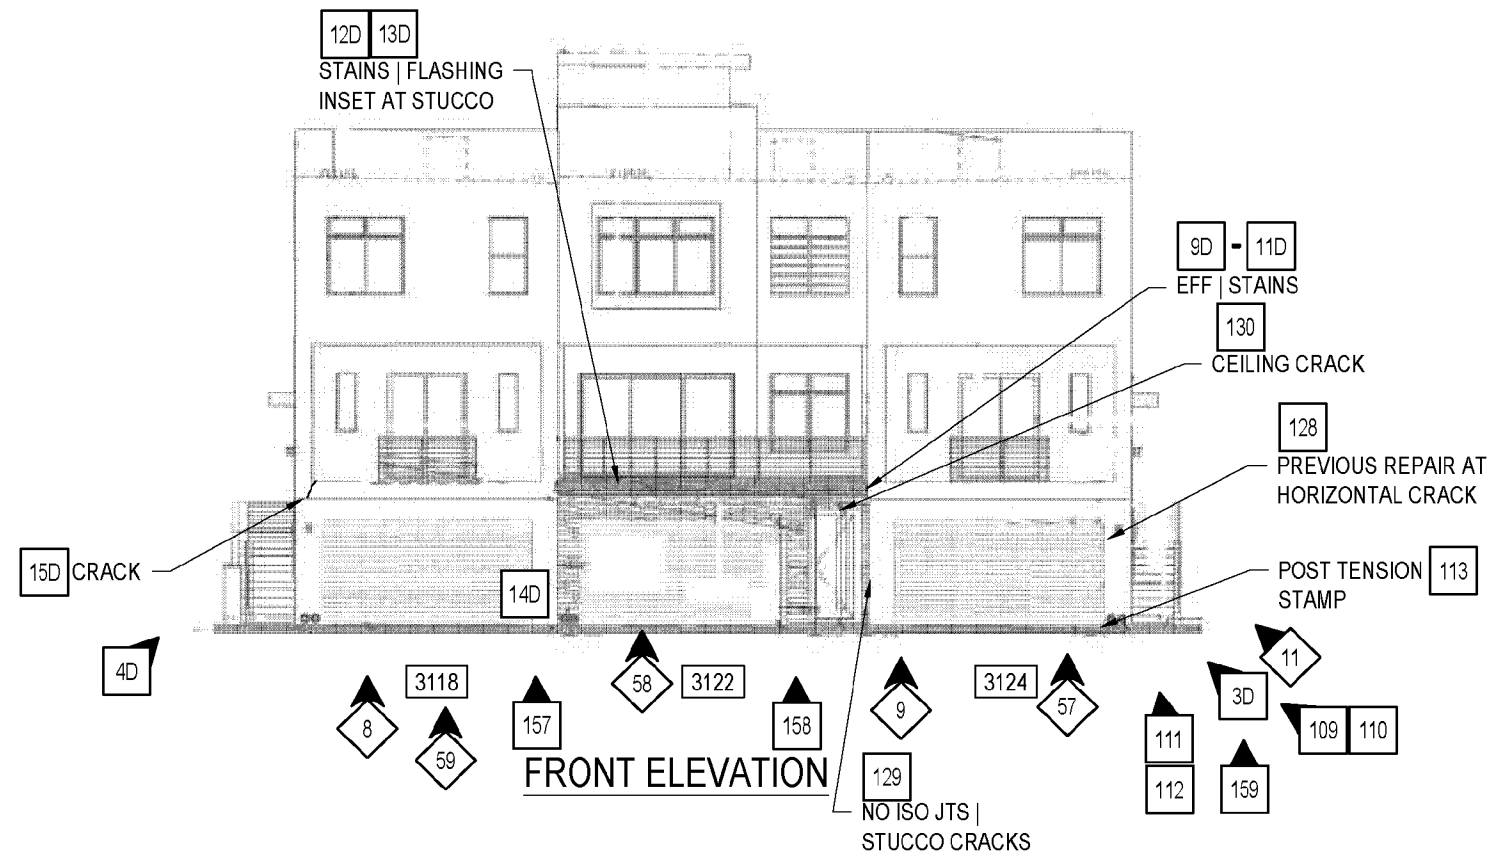 12D 13D
STAINS | FLASHING
INSET AT STUCCO
9D - 11D
EFF | STAINS
130
CEILING CRACK
128
PREVIOUS REPAIR AT
HORIZONTAL CRACK
15D CRACK
14D
POST TENSION 113
STAMP
4D
11
3D
3118
58
3122
3124
8
59
157
158
9
57
111
112
109 110
159
FRONT ELEVATION
129
NO ISO JTS |
STUCCO CRACKS